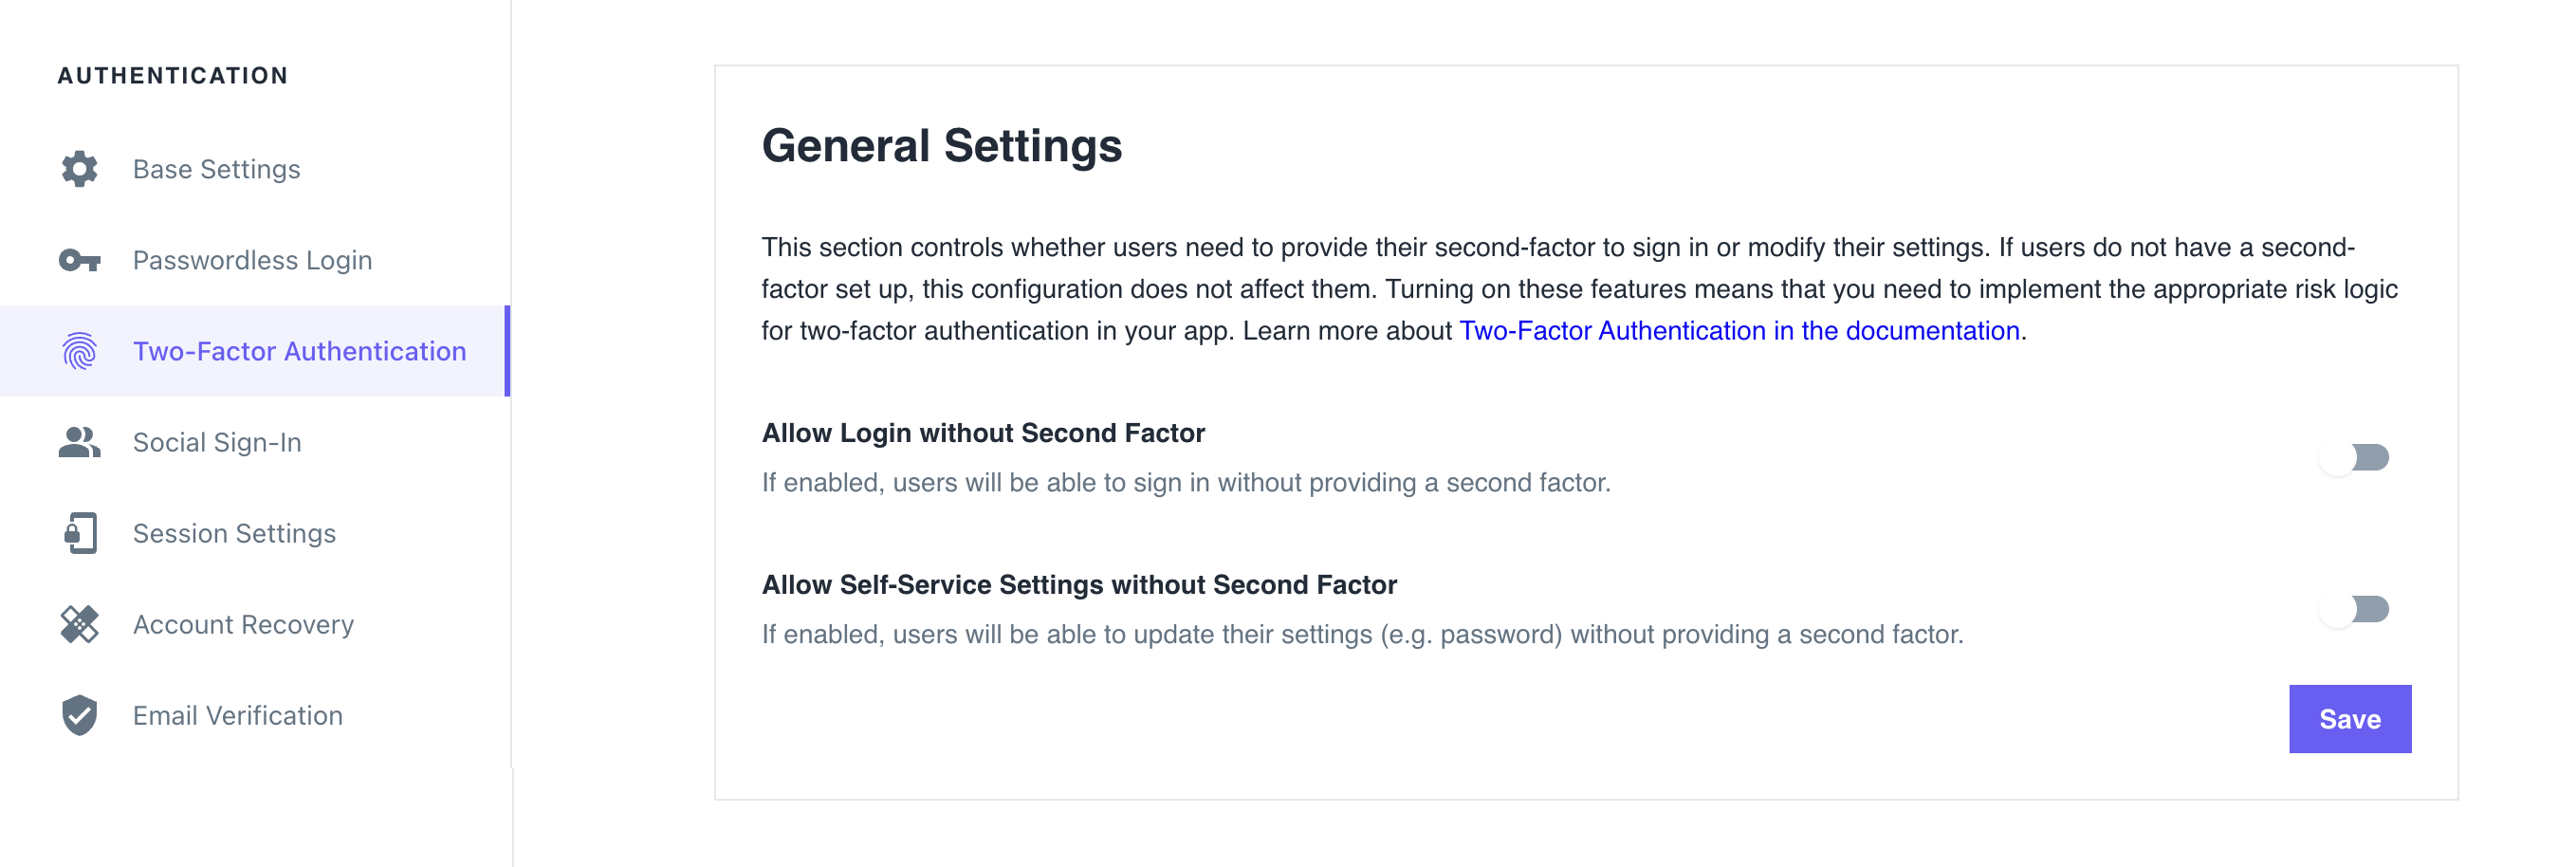 AUTHENTICATION
Base Settings
Passwordless Login
Two-Factor Authentication
Social Sign-In
Session Settings
Account Recovery
Email Verification
General Settings
This section controls whether users need to provide their second-factor to sign in or modify their settings. If users do not have a second-
factor set up, this configuration does not affect them. Turning on these features means that you need to implement the appropriate risk logic
for two-factor authentication in your app. Learn more about Two-Factor Authentication in the documentation.
Allow Login without Second Factor
If enabled, users will be able to sign in without providing a second factor.
Allow Self-Service Settings without Second Factor
If enabled, users will be able to update their settings (e.g. password) without providing a second factor.
Save